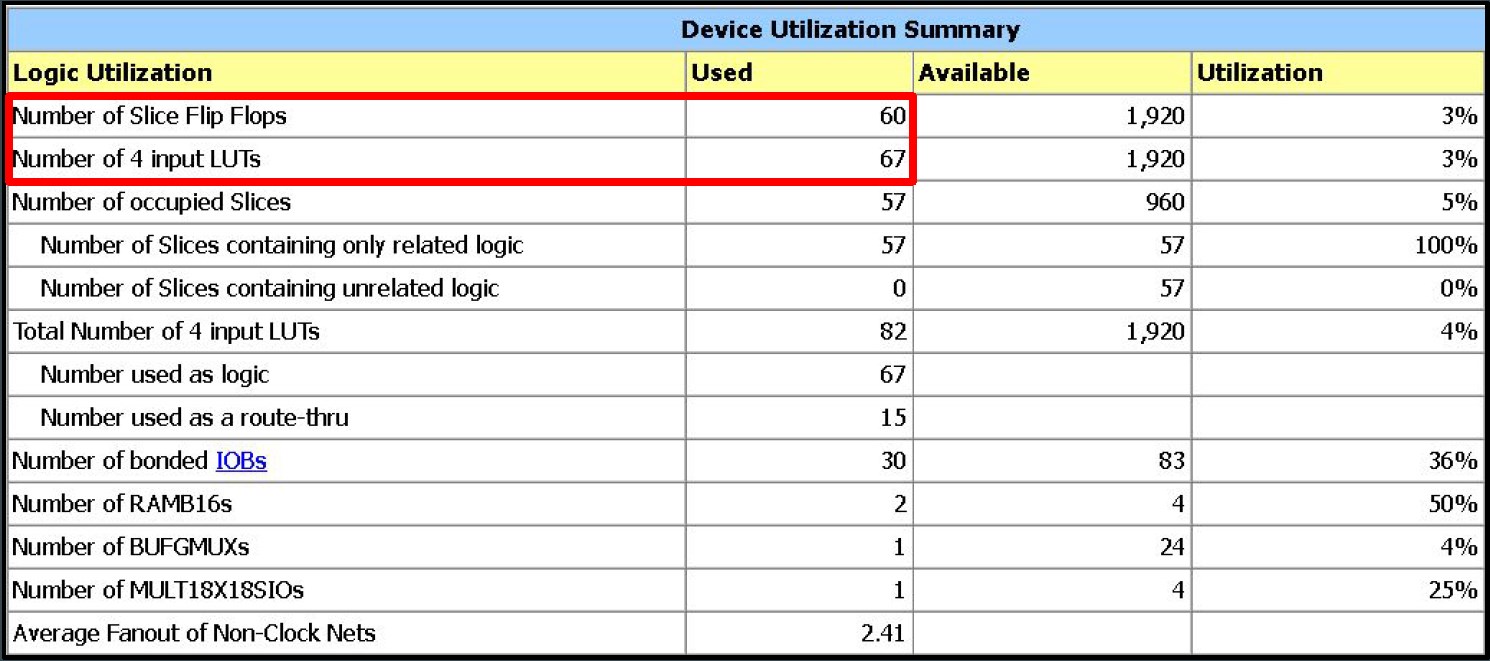 Device Utilization Summary
Logic Utilization Used Available Utilization
Number of Slice Flip Flops 60 1,920 3%
Number of 4 input LUTs 67 1,920 3%
Number of occupied Slices 57 960 5%
Number of Slices containing only related logic 57 57 100%
Number of Slices containing unrelated logic 0 57 0%
Total Number of 4 input LUTs 82 1,920 4%
Number used as logic 67
Number used as a route-thru 15
Number of bonded IOBs 30 83 36%
Number of RAMB16s 2 4 50%
Number of BUFGMUXs 1 24 4%
Number of MULT18X18SIOs 1 4 25%
Average Fanout of Non-Clock Nets 2.41